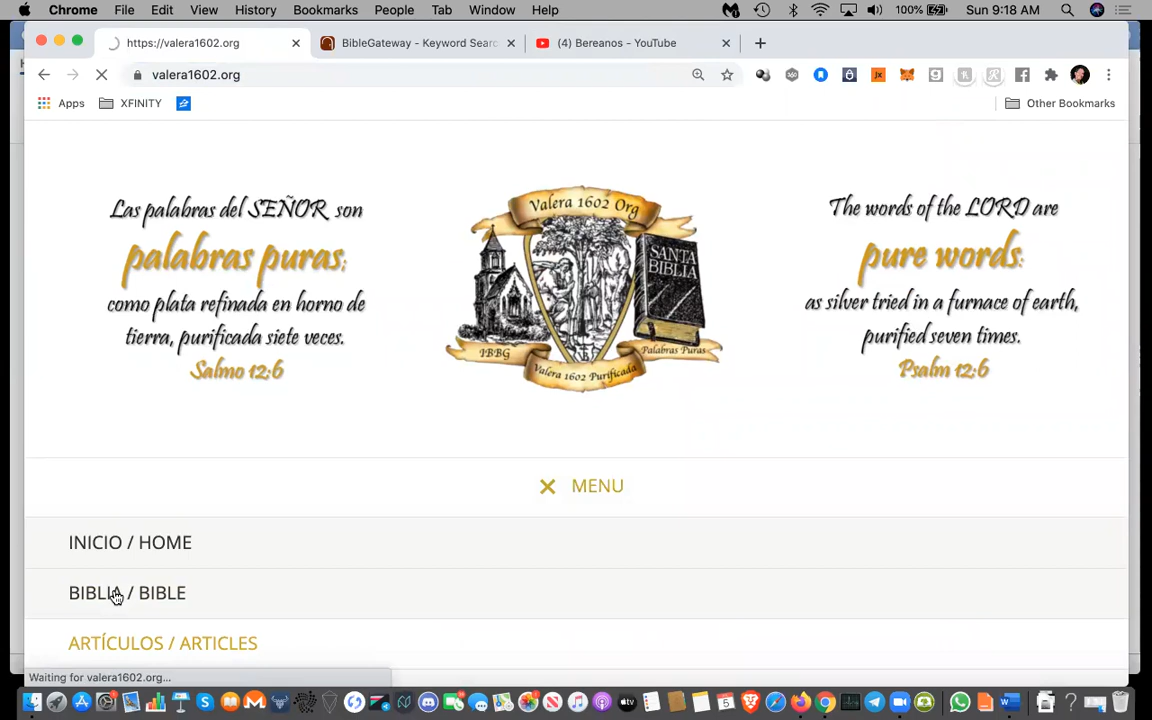 Chrome File Edit View History Bookmarks People Tab Window Help 100% Sun 9:18 AM
https://valera1602.org BibleGateway - Keyword Searc (4) Bereanos - YouTube
valera1602.org
Apps XFINITY Other Bookmarks
Las palabras del SEÑOR son
palabras puras;
como plata refinada en horno de
tierra, purificada siete veces.
Salmo 12:6
Valera 1602 Org
SANTA
BIBLIA
IBBG
Palabras Puras
Valera 1602 Purificada
The words of the LORD are
pure words:
as silver tried in a furnace of earth,
purified seven times.
Psalm 12:6
MENU
INICIO / HOME
BIBLIA / BIBLE
ARTÍCULOS / ARTICLES
Waiting for valera1602.org...